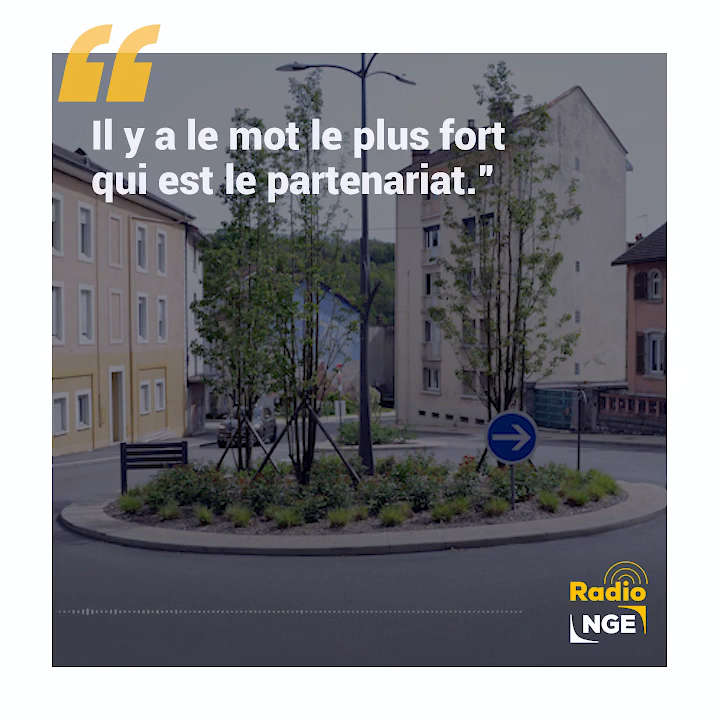 “
Il y a le mot le plus fort
qui est le partenariat.”
Radio
NGE